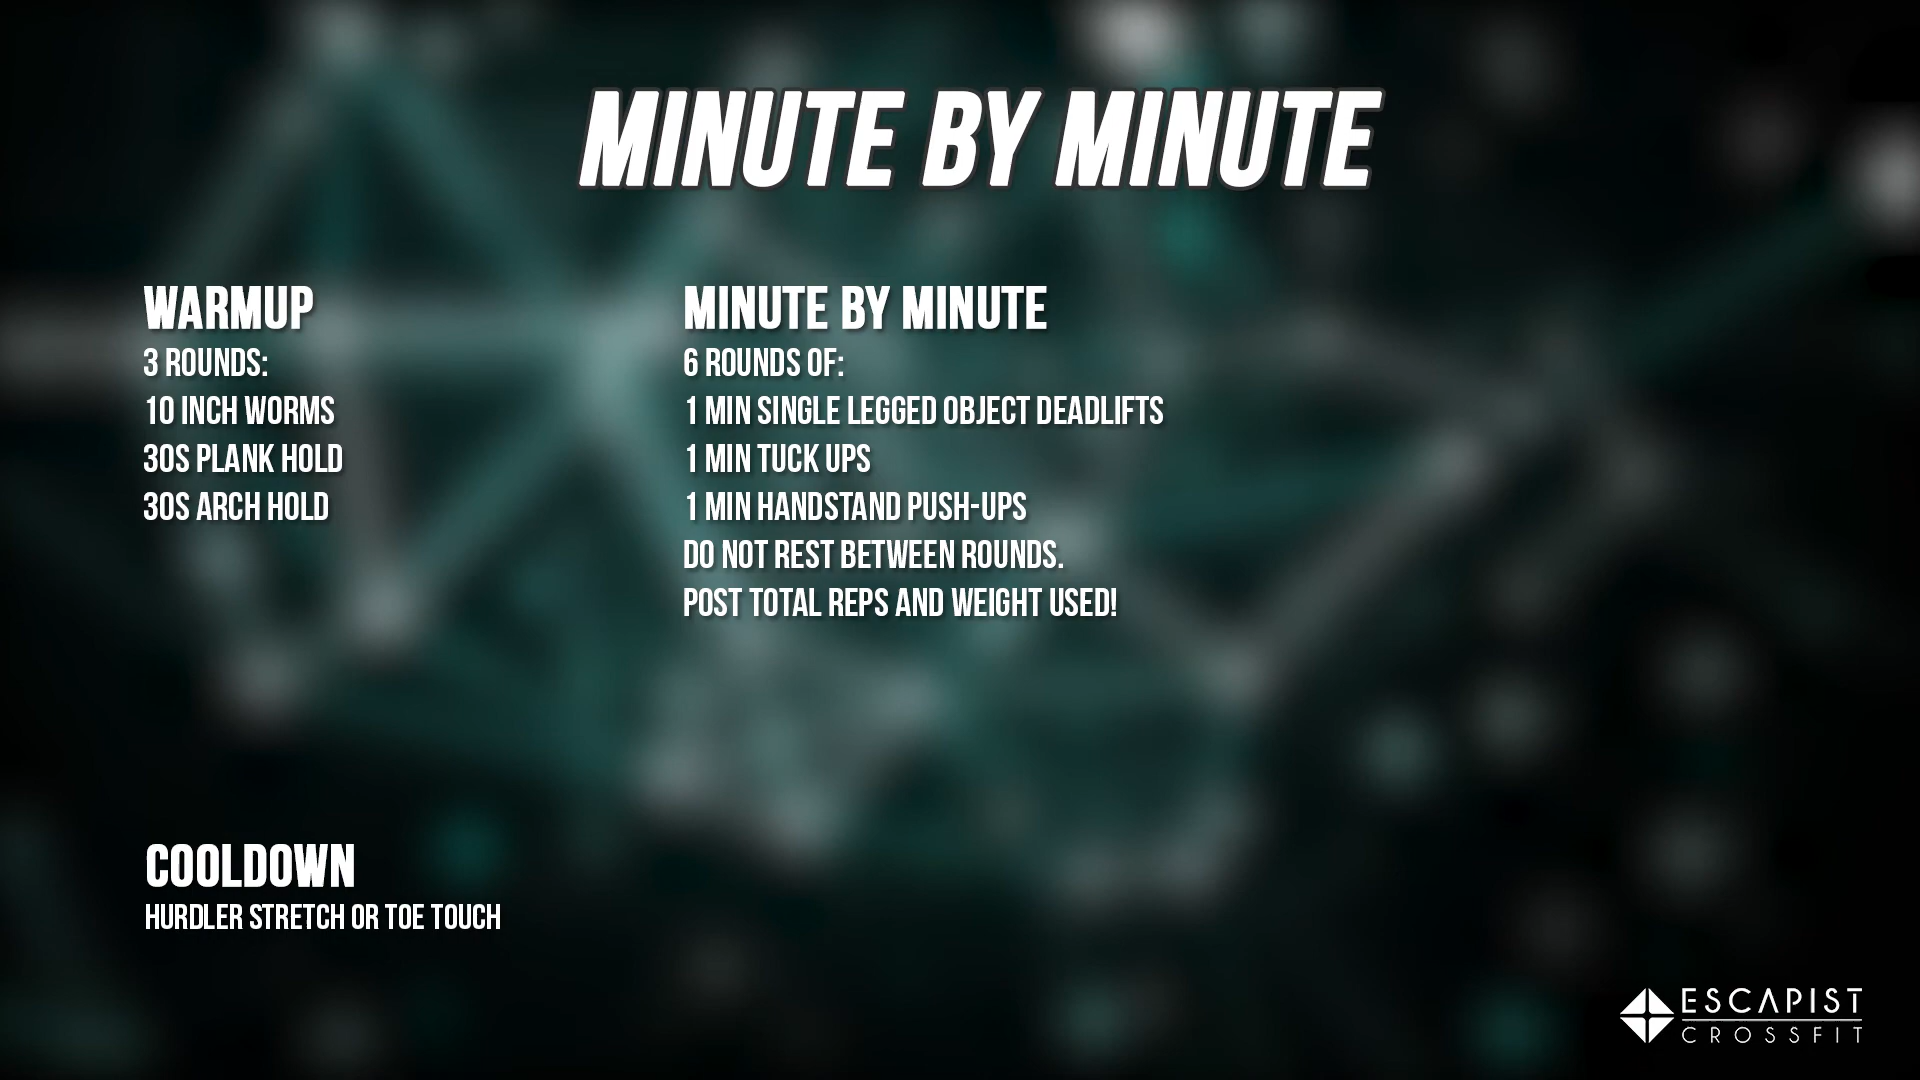 MINUTE BY MINUTE
WARMUP
3 ROUNDS:
10 INCH WORMS
30S PLANK HOLD
30S ARCH HOLD
MINUTE BY MINUTE
6 ROUNDS OF:
1 MIN SINGLE LEGGED OBJECT DEADLIFTS
1 MIN TUCK UPS
1 MIN HANDSTAND PUSH-UPS
DO NOT REST BETWEEN ROUNDS.
POST TOTAL REPS AND WEIGHT USED!
COOLDOWN
HURDLER STRETCH OR TOE TOUCH
ESCAPIST
CROSSFIT